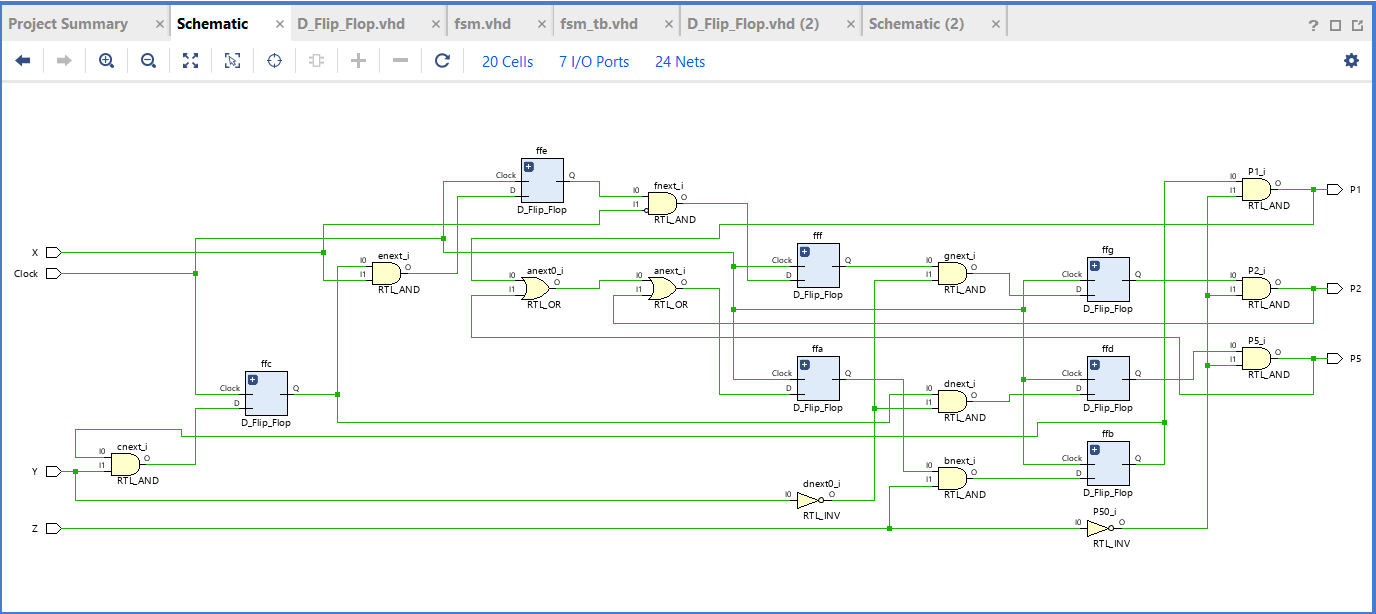 Project Summary × Schematic × D_Flip_Flop.vhd × fsm.vhd × fsm_tb.vhd × D_Flip_Flop.vhd (2) × Schematic (2) × ?
20 Cells 7 I/O Ports 24 Nets
ffe
Clock
D
Q
D_Flip_Flop
fnext_i
I0
I1
O
RTL_AND
P1_i
I0
I1
O
RTL_AND
P1
X
Clock
enext_i
I0
I1
O
RTL_AND
anext0_i
I0
I1
O
RTL_OR
anext_i
I0
I1
O
RTL_OR
fff
Clock
D
Q
D_Flip_Flop
gnext_i
I0
I1
O
RTL_AND
ffg
Clock
D
Q
D_Flip_Flop
P2_i
I0
I1
O
RTL_AND
P2
ffc
Clock
D
Q
D_Flip_Flop
ffa
Clock
D
Q
D_Flip_Flop
dnext_i
I0
I1
O
RTL_AND
ffd
Clock
D
Q
D_Flip_Flop
P5_i
I0
I1
O
RTL_AND
P5
Y
cnext_i
I0
I1
O
RTL_AND
bnext_i
I0
I1
O
RTL_AND
ffb
Clock
D
Q
D_Flip_Flop
dnext0_i
I0
O
RTL_INV
Z
P50_i
I0
O
RTL_INV